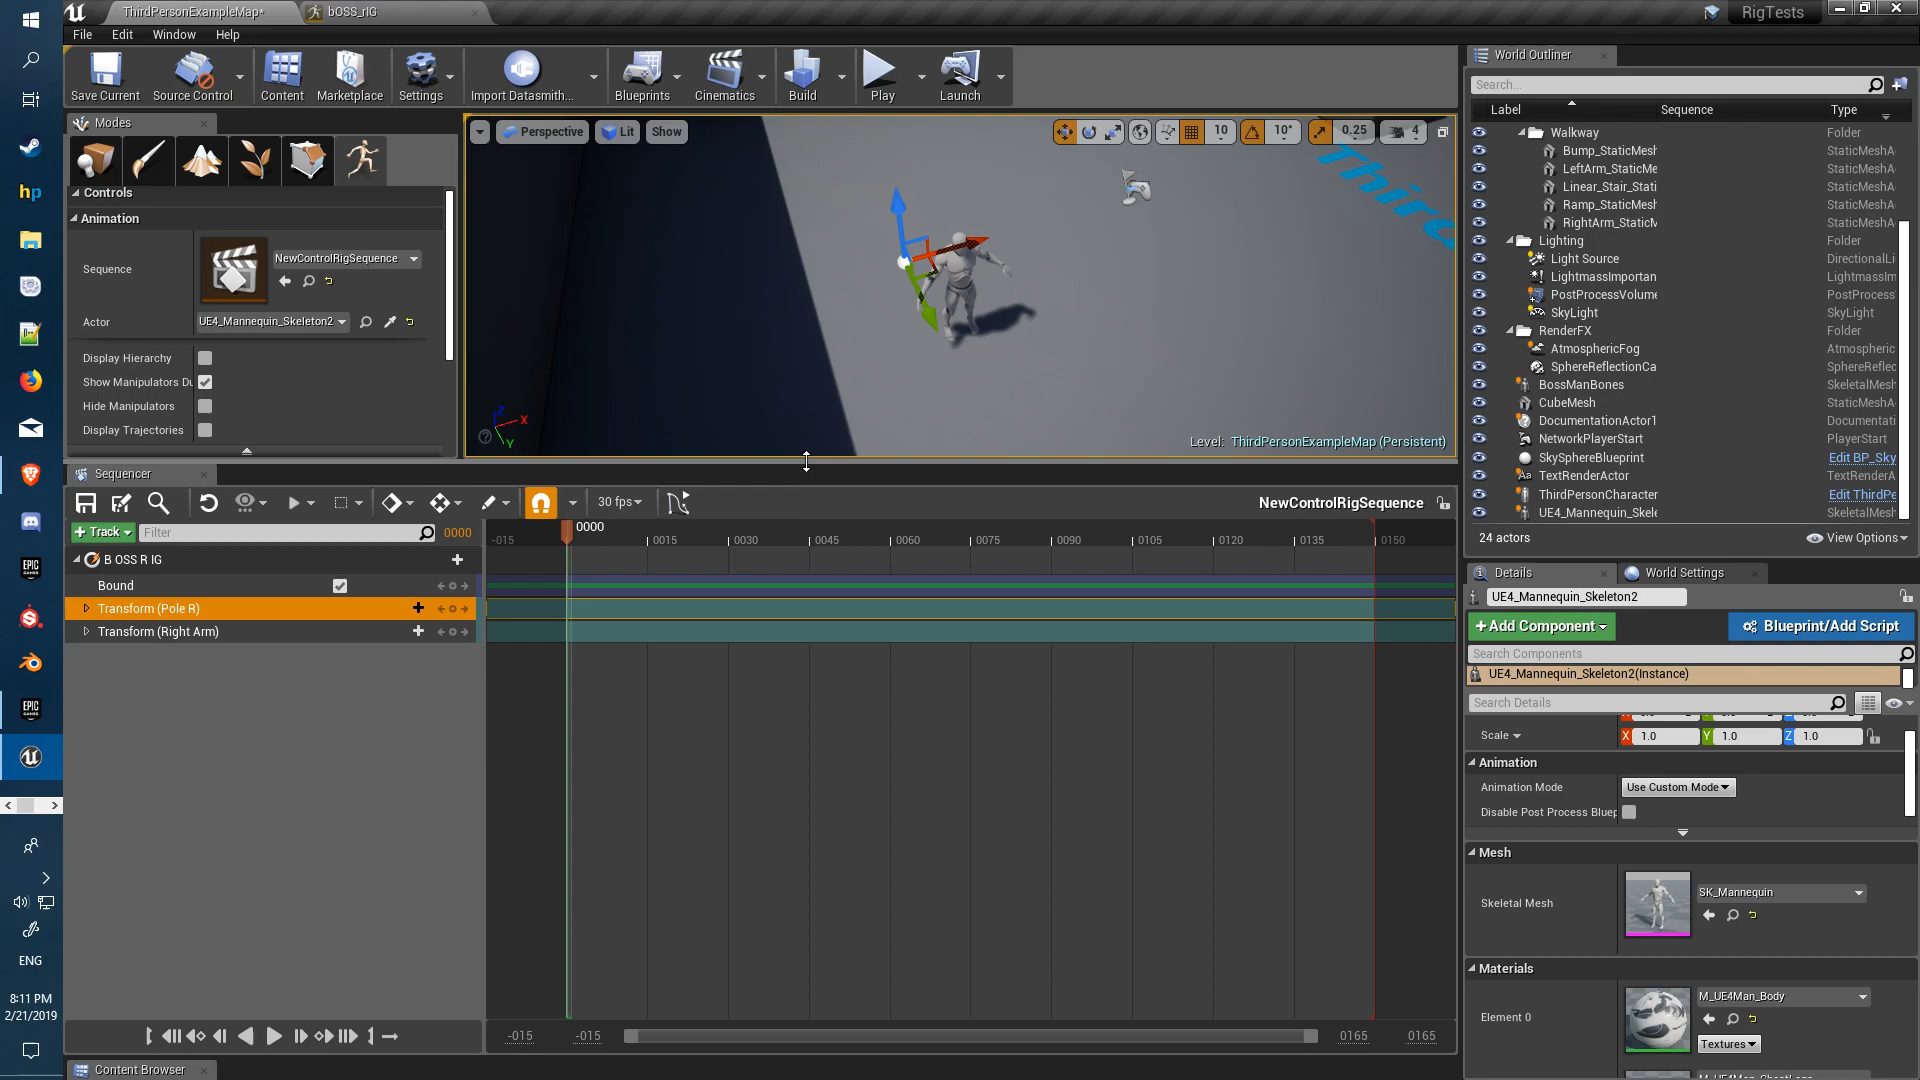 ThirdPersonExampleMap*
bOSS_rIG
RigTests
File
Edit
Window
Help
Save Current
Source Control
Content
Marketplace
Settings
Import Datasmith...
Blueprints
Cinematics
Build
Play
Launch
Modes
Controls
Animation
Sequence
NewControlRigSequence
Actor
UE4_Mannequin_Skeleton2
Display Hierarchy
Show Manipulators Du
Hide Manipulators
Display Trajectories
Perspective
Lit
Show
10
10°
0.25
4
Third
Z
X
Y
Level: ThirdPersonExampleMap (Persistent)
Sequencer
30 fps
NewControlRigSequence
+ Track
Filter
0000
0000
-015
0015
0030
0045
0060
0075
0090
0105
0120
0135
0150
B OSS R IG
Bound
Transform (Pole R)
Transform (Right Arm)
-015
-015
0165
0165
Content Browser
World Outliner
Search...
Label
Sequence
Type
Walkway
Folder
Bump_StaticMesh
StaticMeshA
LeftArm_StaticMe
StaticMeshA
Linear_Stair_Stati
StaticMeshA
Ramp_StaticMesh
StaticMeshA
RightArm_StaticM
StaticMeshA
Lighting
Folder
Light Source
DirectionalLi
LightmassImportan
LightmassIm
PostProcessVolume
PostProcess
SkyLight
SkyLight
RenderFX
Folder
AtmosphericFog
Atmospheric
SphereReflectionCa
SphereReflec
BossManBones
SkeletalMesh
CubeMesh
StaticMeshA
DocumentationActor1
Documentati
NetworkPlayerStart
PlayerStart
SkySphereBlueprint
Edit BP_Sky
TextRenderActor
TextRenderA
ThirdPersonCharacter
Edit ThirdPe
UE4_Mannequin_Skele
SkeletalMesh
24 actors
View Options
Details
World Settings
UE4_Mannequin_Skeleton2
+Add Component
Blueprint/Add Script
Search Components
UE4_Mannequin_Skeleton2(Instance)
Search Details
Scale
X 1.0
Y 1.0
Z 1.0
Animation
Animation Mode
Use Custom Mode
Disable Post Process Bluep
Mesh
Skeletal Mesh
SK_Mannequin
Materials
Element 0
M_UE4Man_Body
Textures
hp
EPIC GAMES
EPIC GAMES
ENG
8:11 PM
2/21/2019